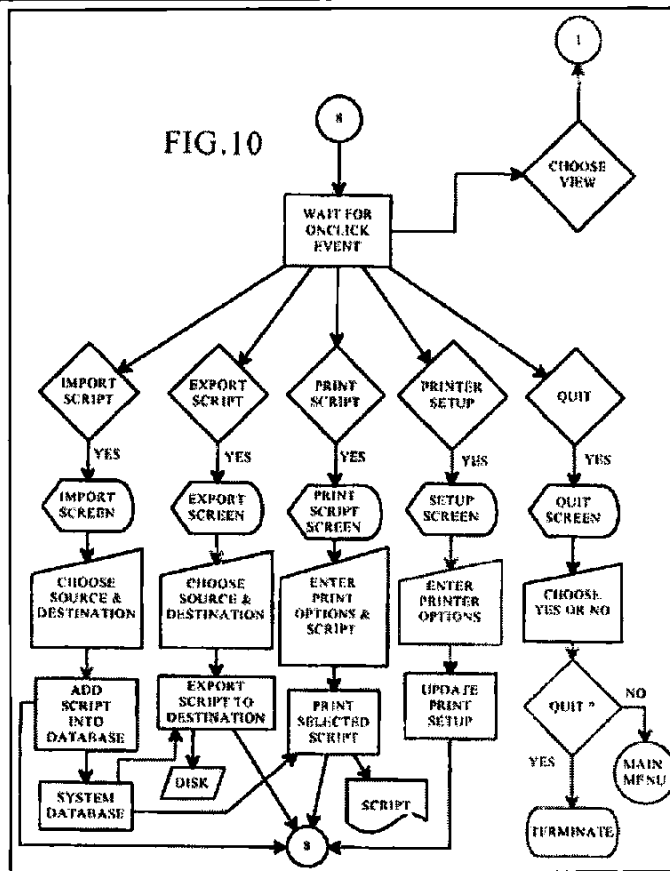 1
8
FIG.10
CHOOSE
VIEW
WAIT FOR
ONCLICK
EVENT
IMPORT
SCRIPT
EXPORT
SCRIPT
PRINT
SCRIPT
PRINTER
SETUP
QUIT
YES
YES
YES
YES
YES
IMPORT
SCREEN
EXPORT
SCREEN
PRINT
SCRIPT
SCREEN
SETUP
SCREEN
QUIT
SCREEN
CHOOSE
SOURCE &
DESTINATION
CHOOSE
SOURCE &
DESTINATION
ENTER
PRINT
OPTIONS &
SCRIPT
ENTER
PRINTER
OPTIONS
CHOOSE
YES OR NO
ADD
SCRIPT
INTO
DATABASE
EXPORT
SCRIPT TO
DESTINATION
PRINT
SELECTED
SCRIPT
UPDATE
PRINT
SETUP
QUIT "
NO
YES
MAIN
MENU
SYSTEM
DATABASE
DISK
SCRIPT
8
TERMINATE